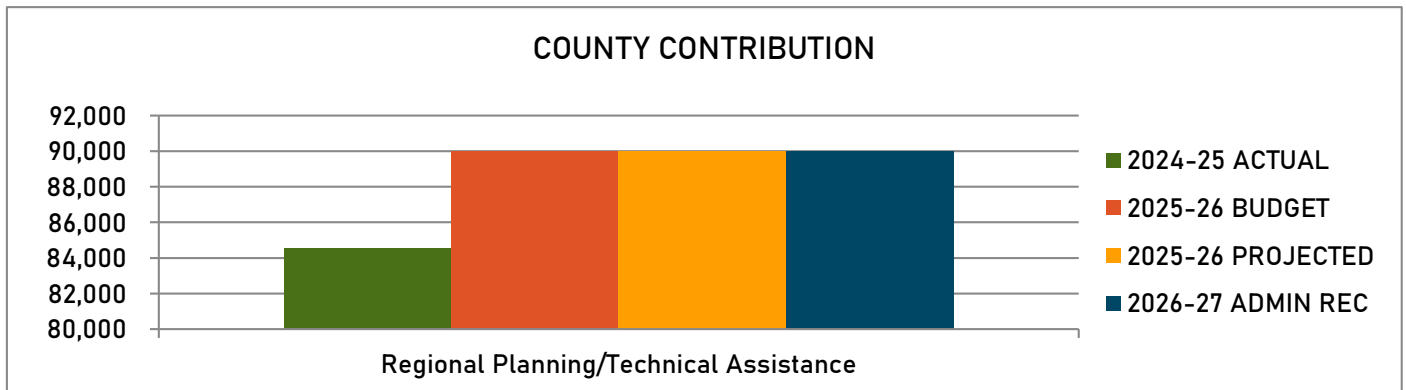 COUNTY CONTRIBUTION
92,000
90,000
88,000
86,000
84,000
82,000
80,000
Regional Planning/Technical Assistance
2024-25 ACTUAL
2025-26 BUDGET
2025-26 PROJECTED
2026-27 ADMIN REC